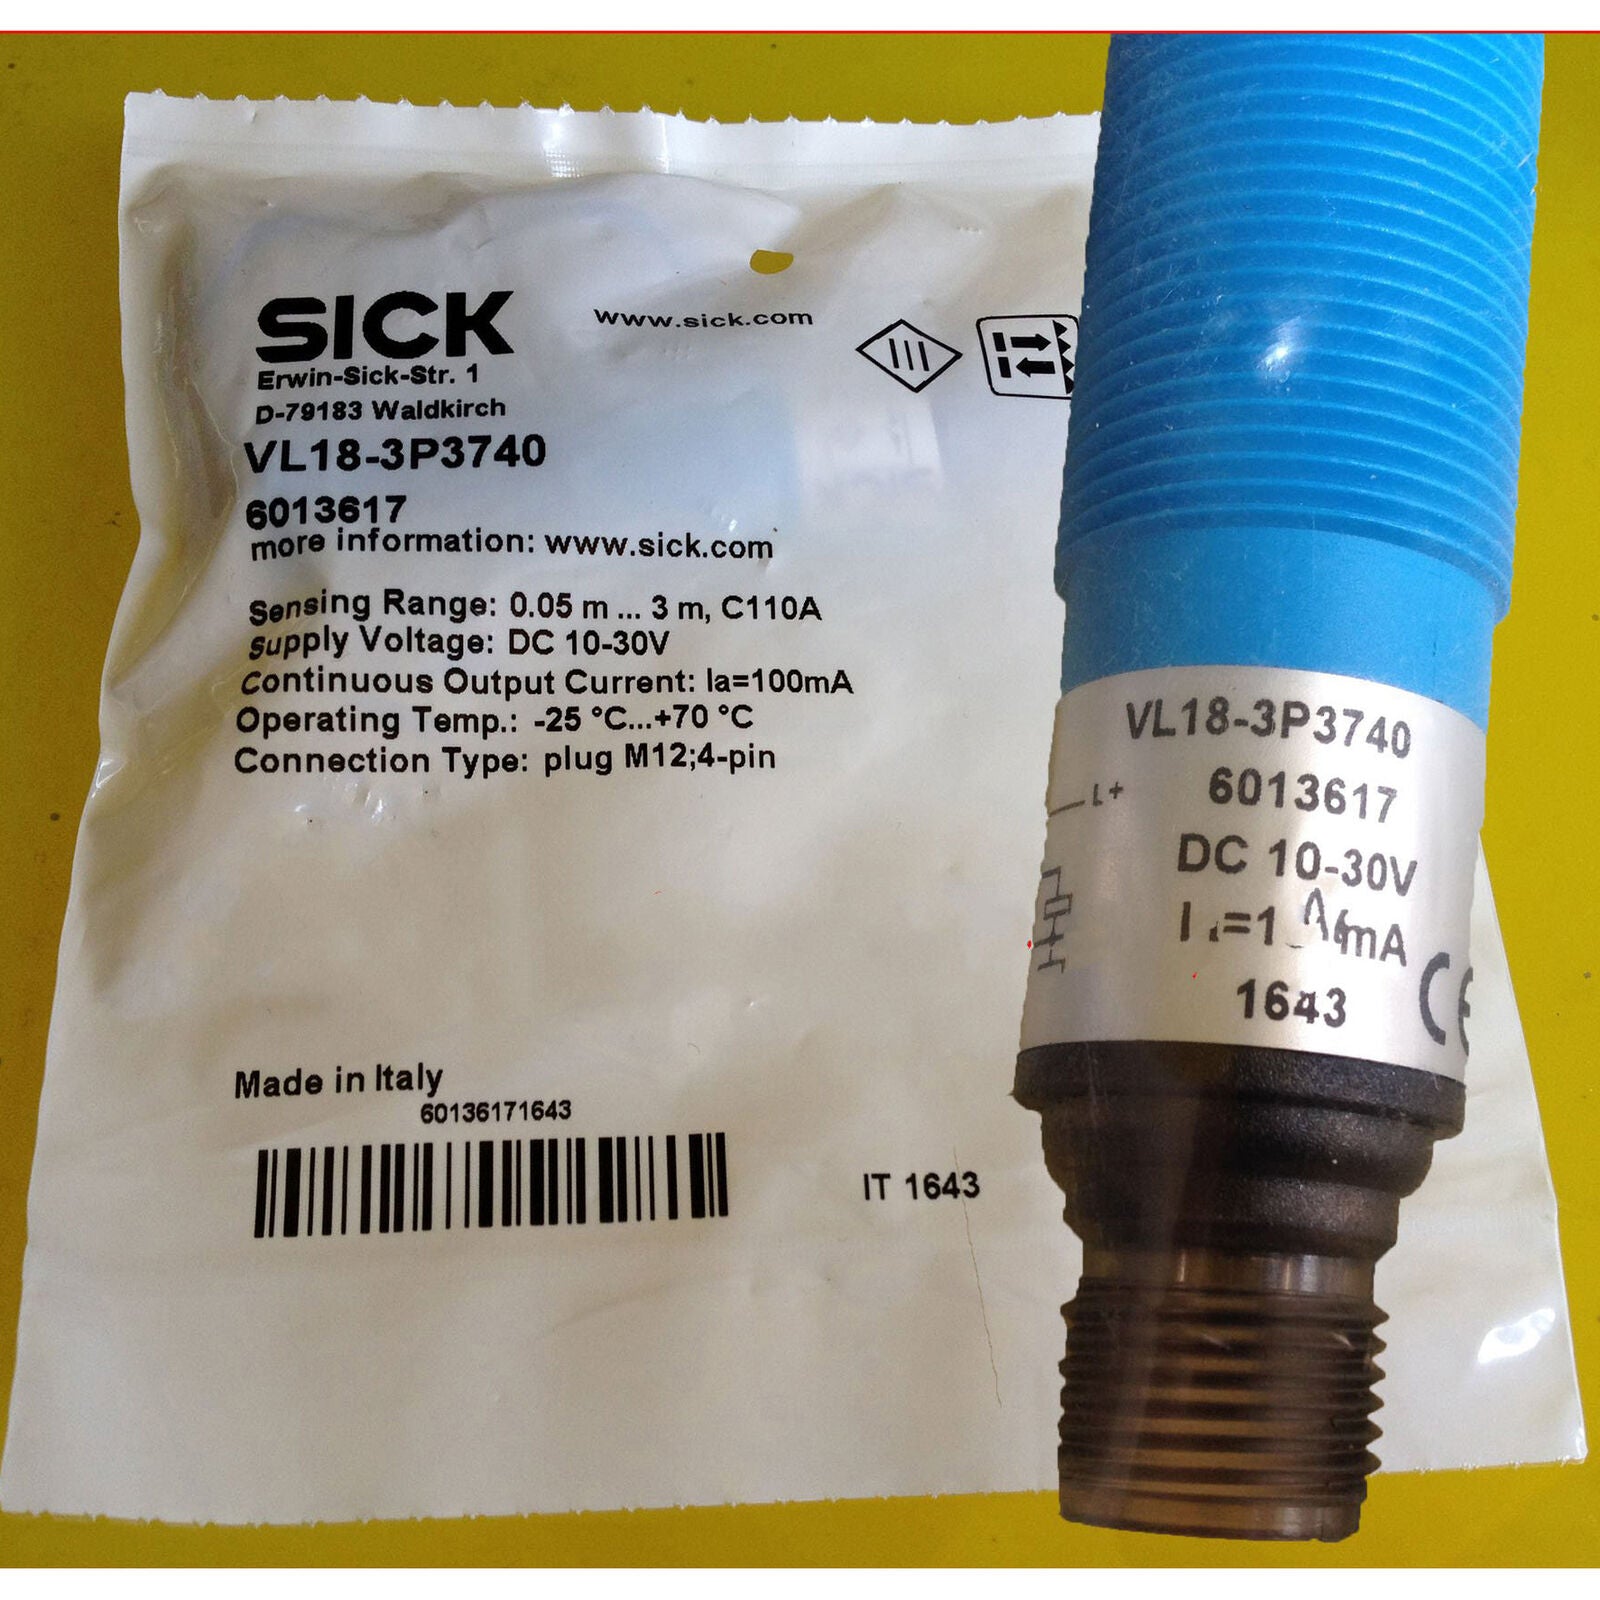 SICK
www.sick.com
Erwin-Sick-Str. 1
D-79183 Waldkirch
VL18-3P3740
6013617
more information: www.sick.com
Sensing Range: 0.05 m ... 3 m, C110A
Supply Voltage: DC 10-30V
Continuous Output Current: Ia=100mA
Operating Temp.: -25 °C...+70 °C
Connection Type: plug M12;4-pin
Made in Italy
60136171643
IT 1643
VL18-3P3740
L+
6013617
DC 10-30V
1643
CE